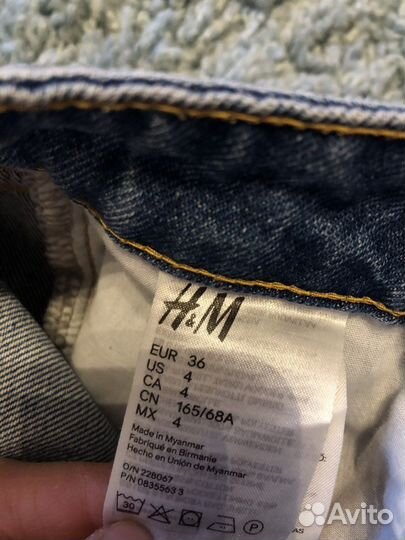 H&M
EUR 36
US 4
CA 4
CN 165/68A
MX 4
Made in Myanmar
Fabriqué en Birmanie
Hecho en Unión de Myanmar
O/N 228067
P/N 0835563 3
30 P
AS
Avito